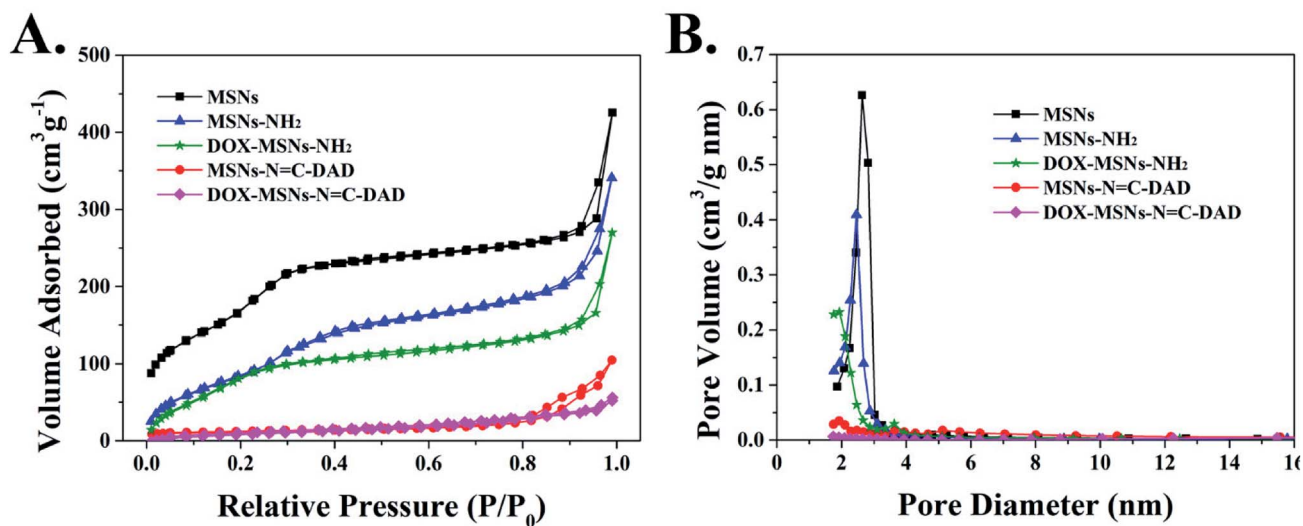 A.
500
400
300
200
100
0
Volume Adsorbed (cm³g⁻¹)
MSNs
MSNs-NH₂
DOX-MSNs-NH₂
MSNs-N=C-DAD
DOX-MSNs-N=C-DAD
0.0 0.2 0.4 0.6 0.8 1.0
Relative Pressure (P/P₀)
B.
0.7
0.6
0.5
0.4
0.3
0.2
0.1
0.0
Pore Volume (cm³/g nm)
MSNs
MSNs-NH₂
DOX-MSNs-NH₂
MSNs-N=C-DAD
DOX-MSNs-N=C-DAD
0 2 4 6 8 10 12 14 16
Pore Diameter (nm)